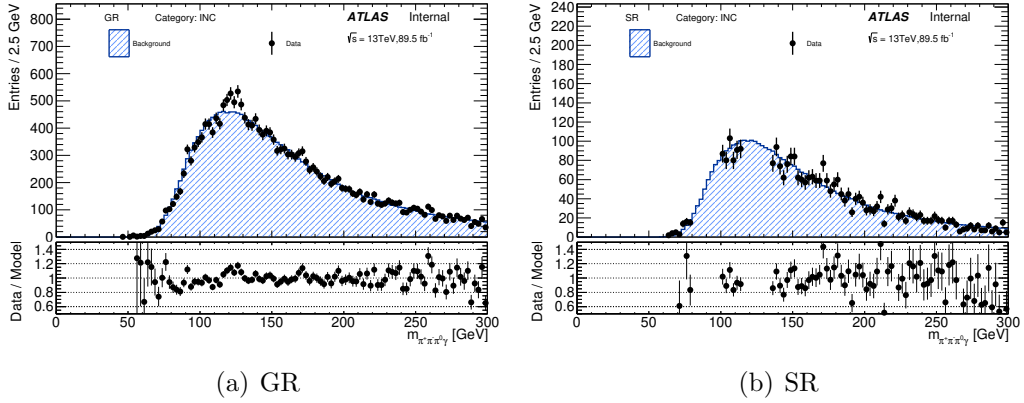 GR Category: INC ATLAS Internal
Background Data √s = 13TeV,89.5 fb⁻¹
Entries / 2.5 GeV
800
700
600
500
400
300
200
100
0
Data / Model
1.4
1.2
1
0.8
0.6
0 50 100 150 200 250 300
m_π⁺π⁻π⁰γ [GeV]
(a) GR
SR Category: INC ATLAS Internal
Background Data √s = 13TeV,89.5 fb⁻¹
Entries / 2.5 GeV
240
220
200
180
160
140
120
100
80
60
40
20
0
Data / Model
1.4
1.2
1
0.8
0.6
0 50 100 150 200 250 300
m_π⁺π⁻π⁰γ [GeV]
(b) SR